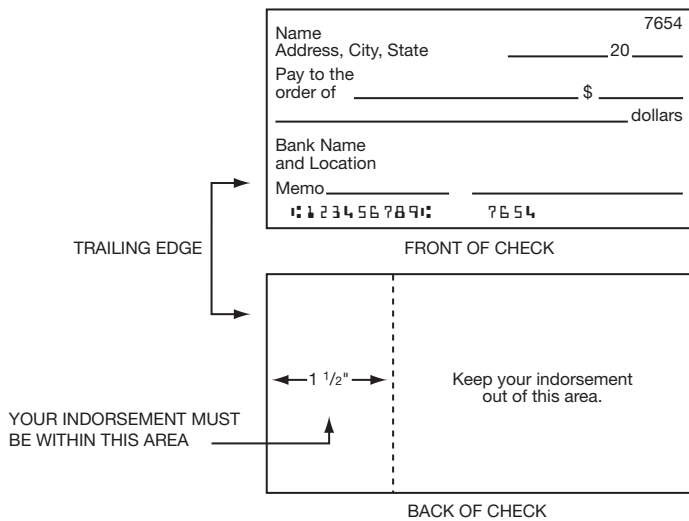 7654
Name
Address, City, State 20
Pay to the
order of $
dollars
Bank Name
and Location
Memo
⑆123456789⑆ 7654
TRAILING EDGE
FRONT OF CHECK
1 1/2"
Keep your indorsement
out of this area.
YOUR INDORSEMENT MUST
BE WITHIN THIS AREA
BACK OF CHECK